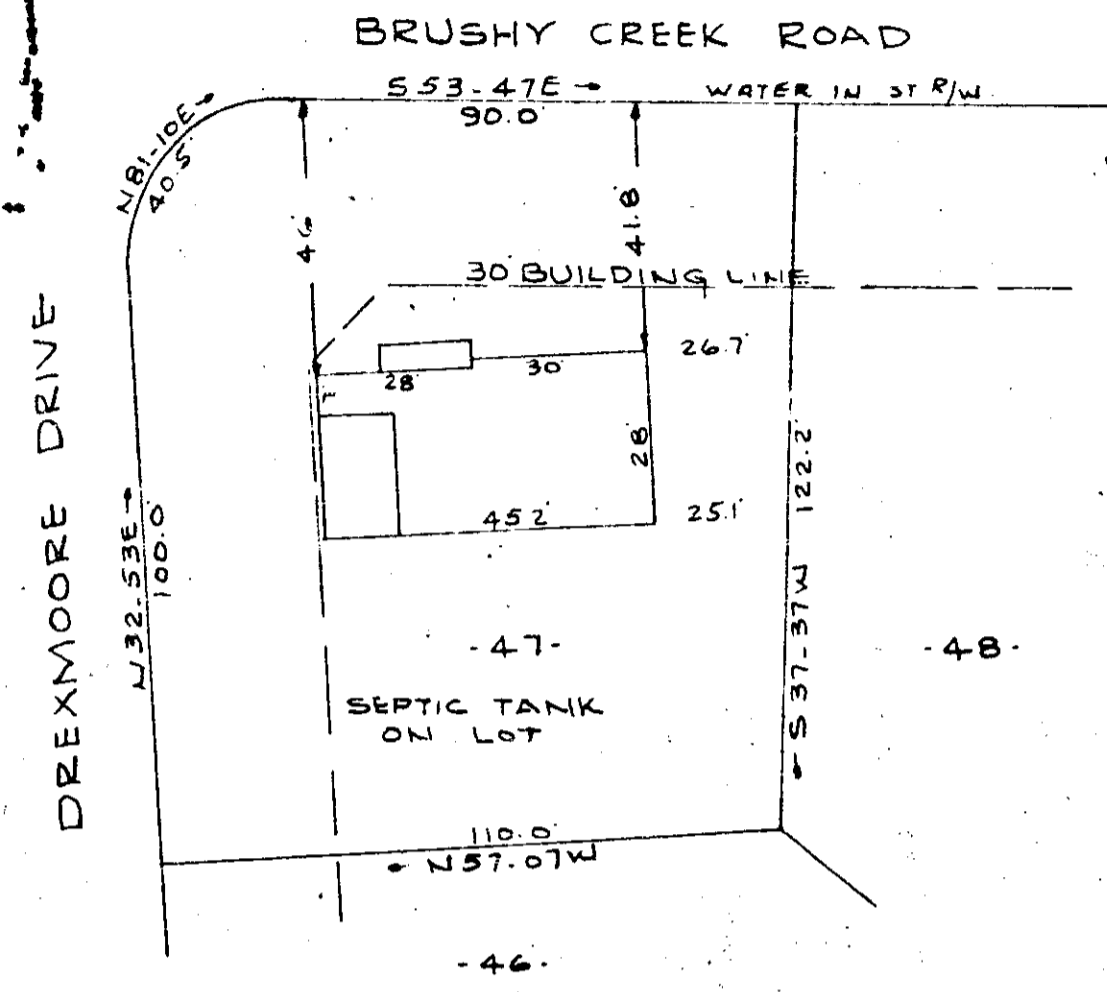 BRUSHY CREEK ROAD
S53-47E
WATER IN ST R/W
90.0'
N81-10E
40.5'
46'
41.8'
30' BUILDING LINE
26.7'
28'
30'
28'
45.2'
25.1'
DREXMOORE DRIVE
N32-53E
100.0'
S37-37W 122.2'
-47-
-48-
SEPTIC TANK
ON LOT
110.0'
N57-07W
-46-